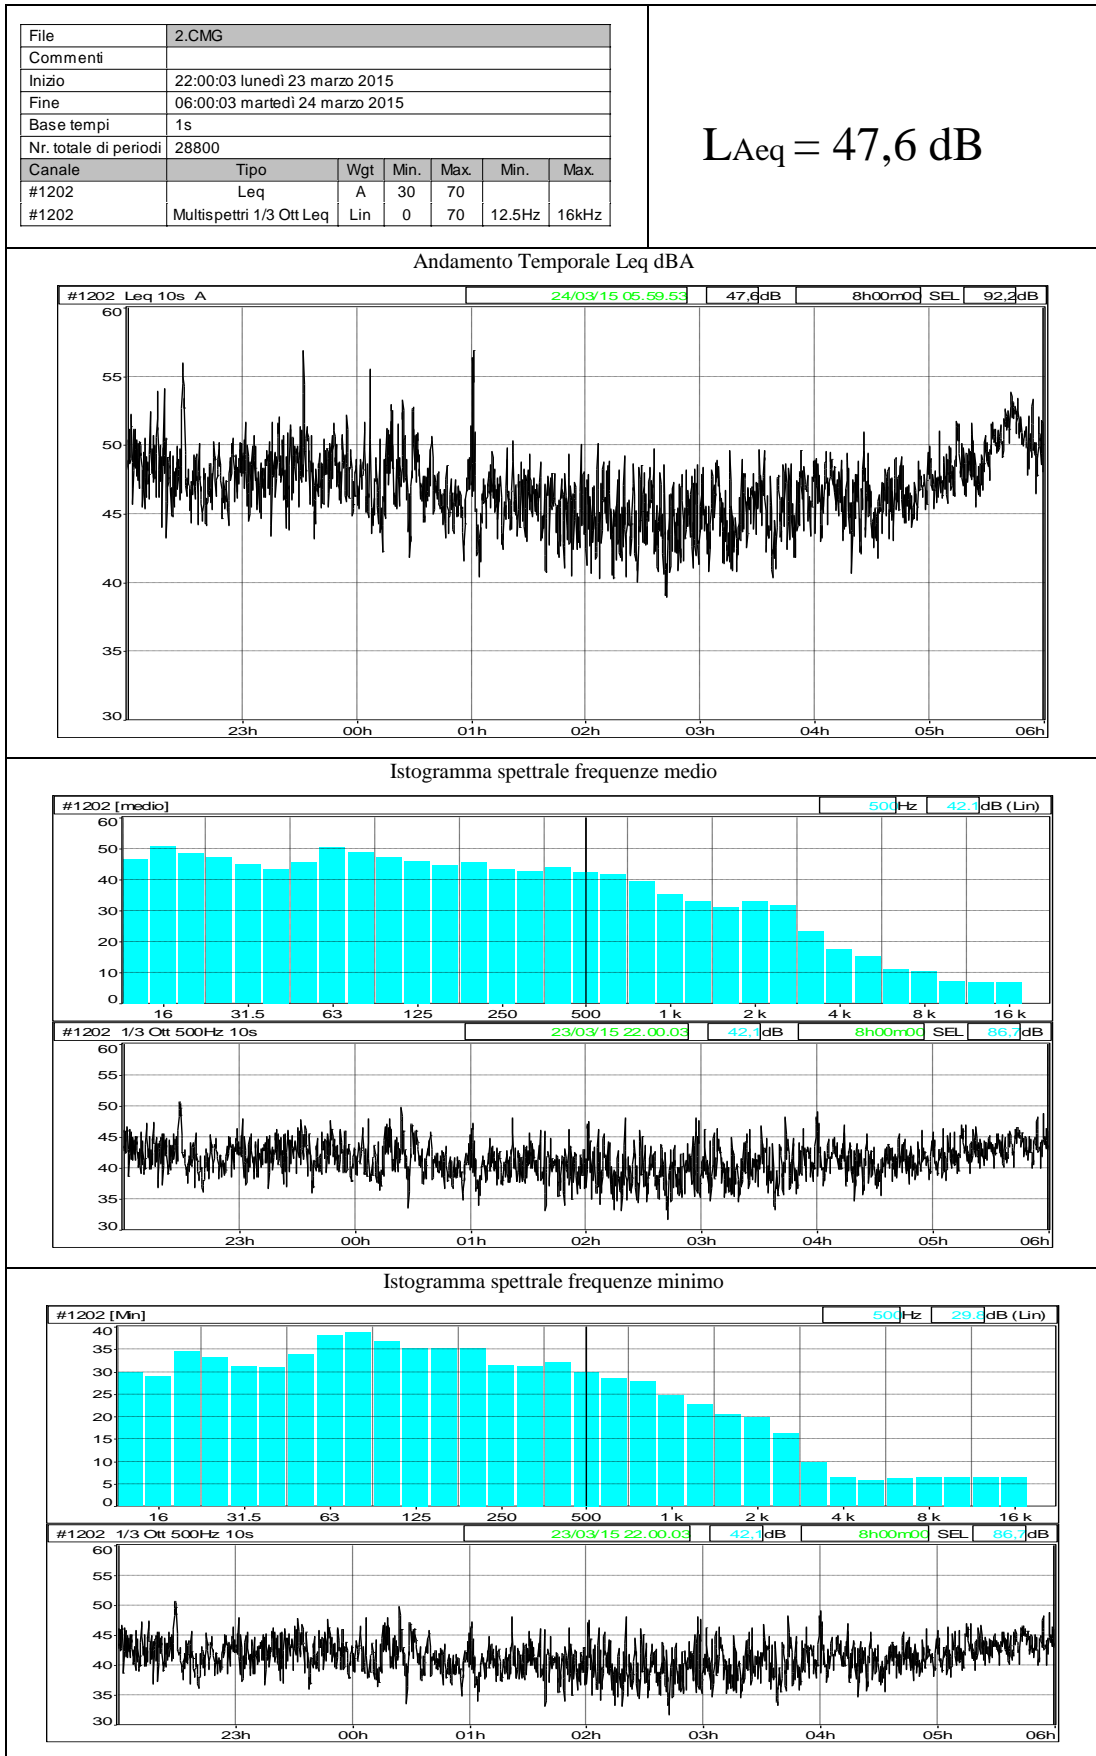 File 2.CMG
Commenti
Inizio 22:00:03 lunedì 23 marzo 2015
Fine 06:00:03 martedì 24 marzo 2015
Base tempi 1s
Nr. totale di periodi 28800
Canale Tipo Wgt Min. Max. Min. Max.
#1202 Leq A 30 70
#1202 Multispettri 1/3 Ott Leq Lin 0 70 12.5Hz 16kHz
LAeq = 47,6 dB
Andamento Temporale Leq dBA
#1202 Leq 10s A 24/03/15 05.59.53 47,6dB 8h00m00 SEL 92,2dB
60
55
50
45
40
35
30
23h 00h 01h 02h 03h 04h 05h 06h
Istogramma spettrale frequenze medio
#1202 [medio] 500Hz 42.1dB (Lin)
60
50
40
30
20
10
0
16 31.5 63 125 250 500 1 k 2 k 4 k 8 k 16 k
#1202 1/3 Ott 500Hz 10s 23/03/15 22.00.03 42,1dB 8h00m00 SEL 86,7dB
60
55
50
45
40
35
30
23h 00h 01h 02h 03h 04h 05h 06h
Istogramma spettrale frequenze minimo
#1202 [Min] 500Hz 29.8dB (Lin)
40
35
30
25
20
15
10
5
0
16 31.5 63 125 250 500 1 k 2 k 4 k 8 k 16 k
#1202 1/3 Ott 500Hz 10s 23/03/15 22.00.03 42,1dB 8h00m00 SEL 86,7dB
60
55
50
45
40
35
30
23h 00h 01h 02h 03h 04h 05h 06h